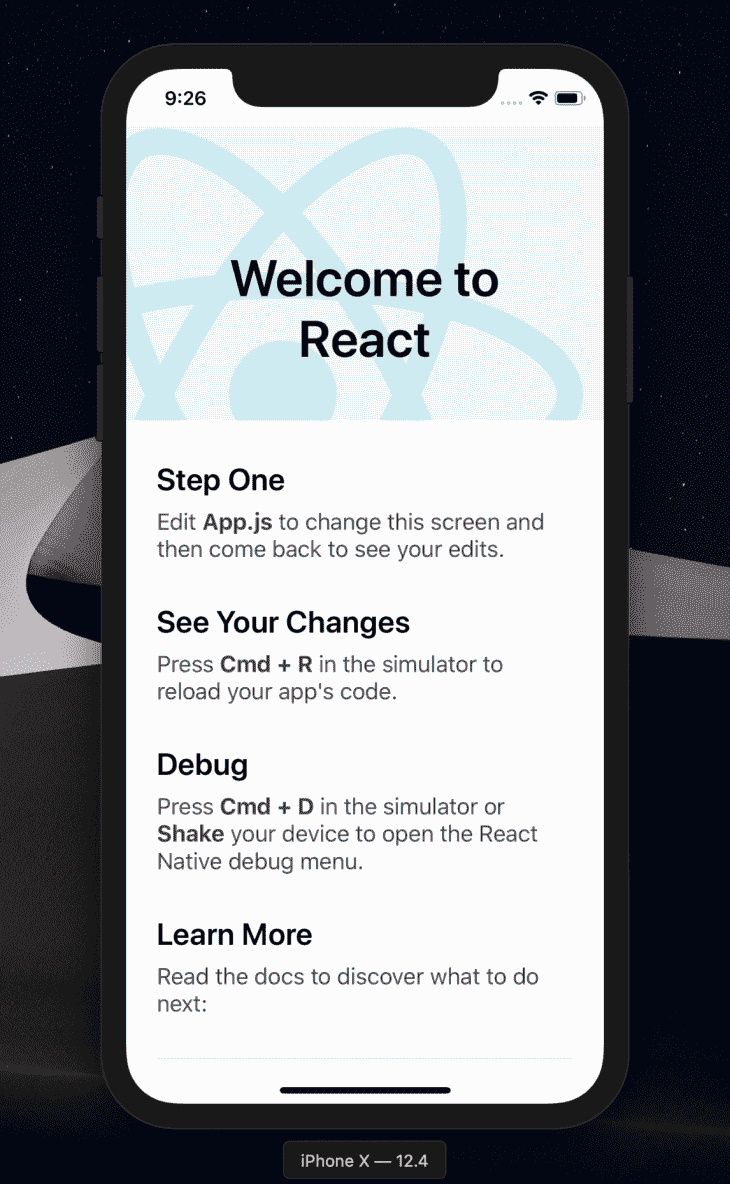 9:26
Welcome to
React
Step One
Edit App.js to change this screen and
then come back to see your edits.
See Your Changes
Press Cmd + R in the simulator to
reload your app's code.
Debug
Press Cmd + D in the simulator or
Shake your device to open the React
Native debug menu.
Learn More
Read the docs to discover what to do
next:
iPhone X — 12.4